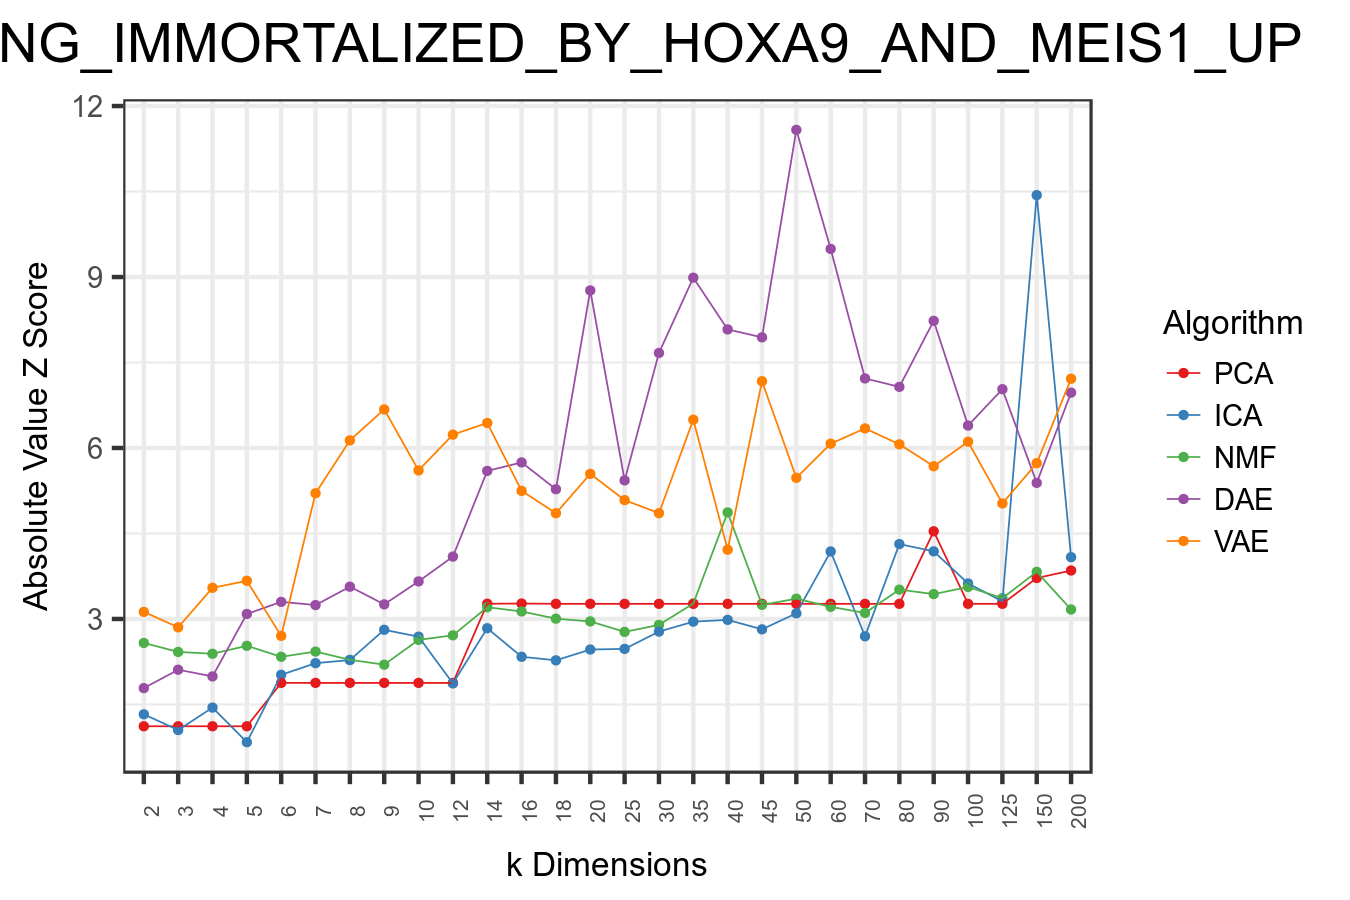 NG_IMMORTALIZED_BY_HOXA9_AND_MEIS1_UP
12
9
6
3
Absolute Value Z Score
2 3 4 5 6 7 8 9 10 12 14 16 18 20 25 30 35 40 45 50 60 70 80 90 100 125 150 200
k Dimensions
Algorithm
PCA
ICA
NMF
DAE
VAE